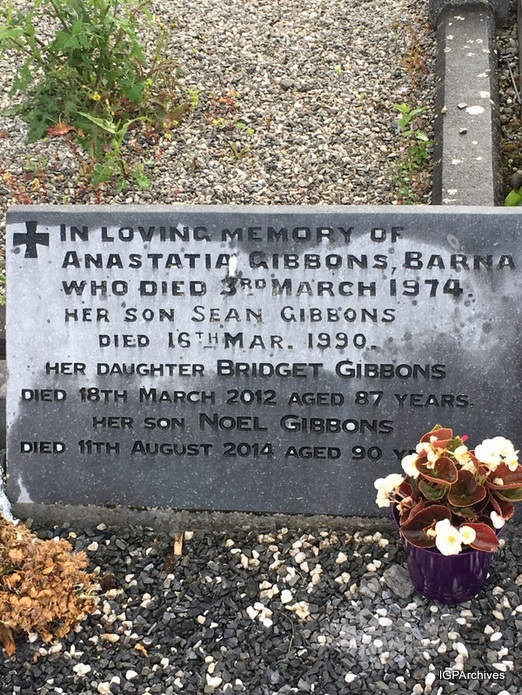 IN LOVING MEMORY OF
ANASTATIA GIBBONS, BARNA
WHO DIED 3RD MARCH 1974
HER SON SEAN GIBBONS
DIED 16TH MAR. 1990.
HER DAUGHTER BRIDGET GIBBONS
DIED 18TH MARCH 2012 AGED 87 YEARS.
HER SON NOEL GIBBONS
DIED 11TH AUGUST 2014 AGED 90
IGPArchives